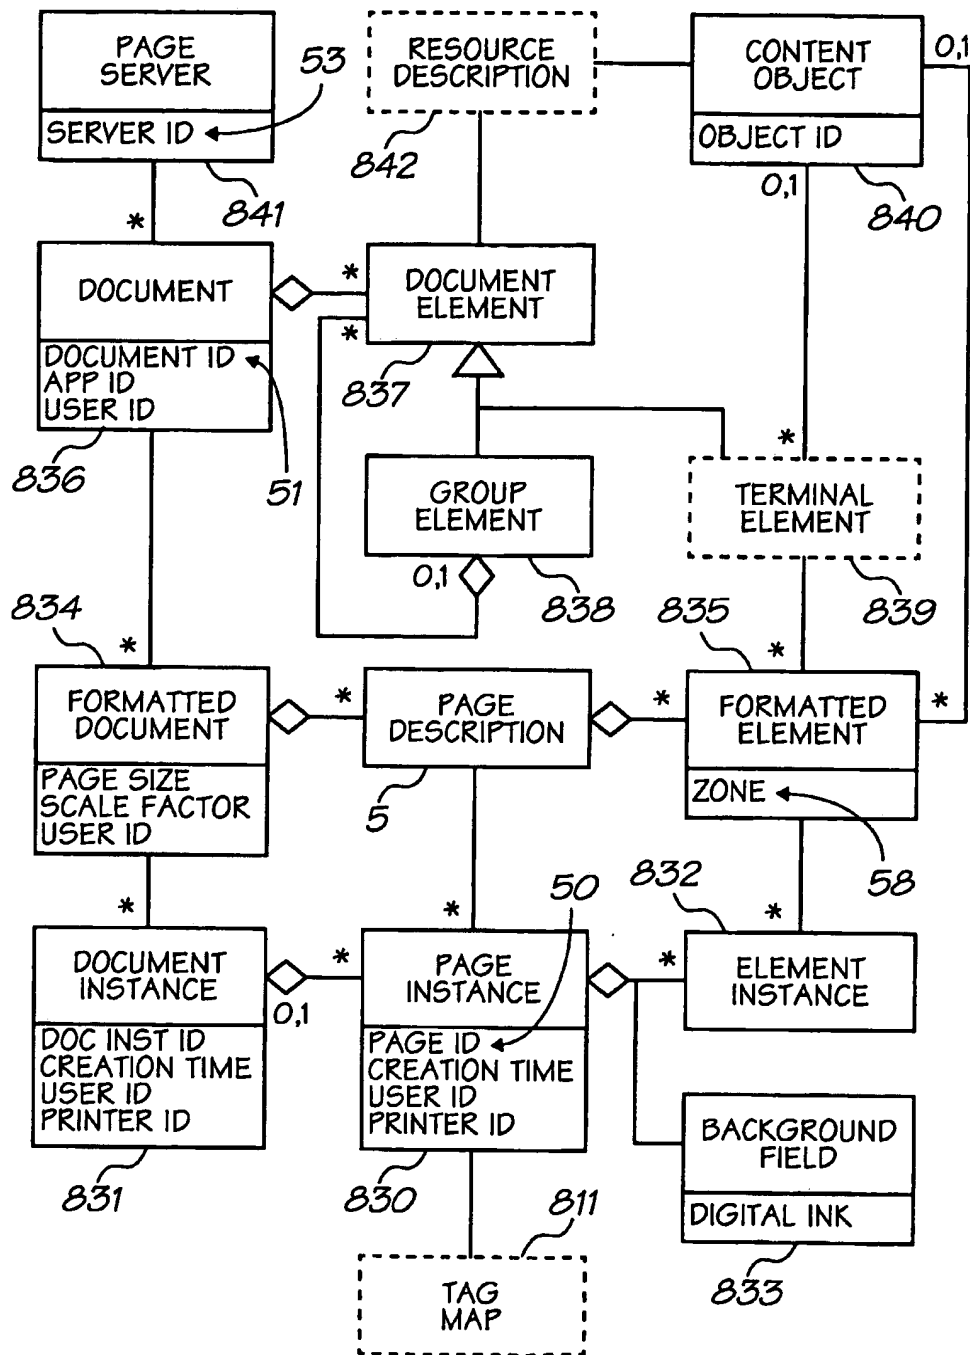 PAGE
SERVER
SERVER ID
53
841
RESOURCE
DESCRIPTION
842
CONTENT
OBJECT
OBJECT ID
0,1
0,1
840
*
DOCUMENT
DOCUMENT ID
APP ID
USER ID
836
51
*
*
DOCUMENT
ELEMENT
837
GROUP
ELEMENT
0,1
838
*
TERMINAL
ELEMENT
839
834
*
FORMATTED
DOCUMENT
PAGE SIZE
SCALE FACTOR
USER ID
*
PAGE
DESCRIPTION
5
835
*
*
*
FORMATTED
ELEMENT
ZONE
58
*
DOCUMENT
INSTANCE
0,1
DOC INST ID
CREATION TIME
USER ID
PRINTER ID
831
50
*
*
PAGE
INSTANCE
PAGE ID
CREATION TIME
USER ID
PRINTER ID
830
832
*
*
ELEMENT
INSTANCE
BACKGROUND
FIELD
DIGITAL INK
833
811
TAG
MAP